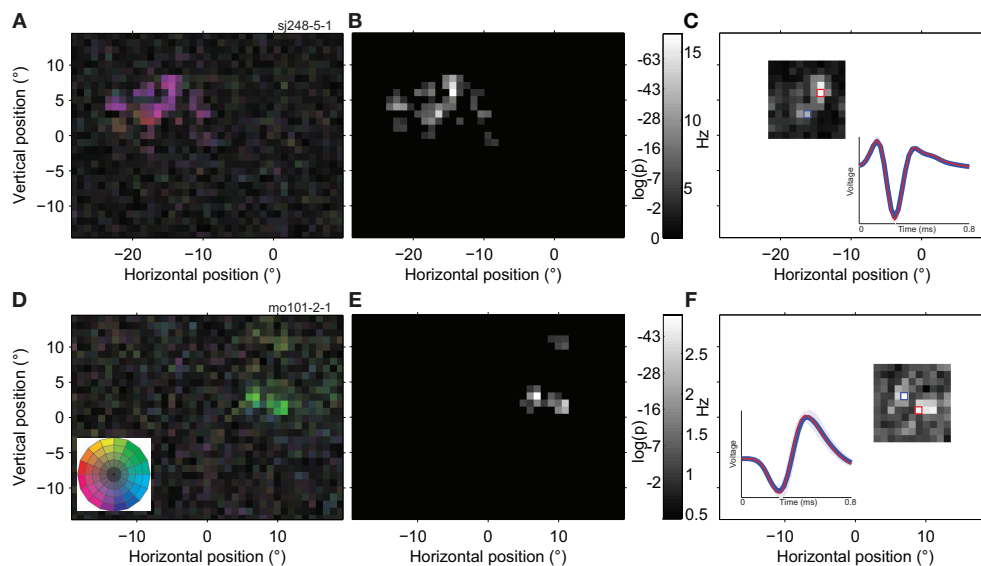 A
sj248-5-1
B
C
Vertical position (°)
10
5
0
−5
−10
−20
−10
0
Horizontal position (°)
−20
−10
0
Horizontal position (°)
-63
-36
-16
-7
-2
0
log(p)
15
10
5
Hz
Voltage
0
Time (ms)
0.8
−20
−10
0
Horizontal position (°)
D
mo101-2-1
E
F
Vertical position (°)
10
5
0
−5
−10
−10
0
10
Horizontal position (°)
−10
0
10
Horizontal position (°)
-43
-29
-16
-7
-2
log(p)
2.5
2
1.5
1
0.5
Hz
Voltage
0
Time (ms)
0.8
−10
0
10
Horizontal position (°)